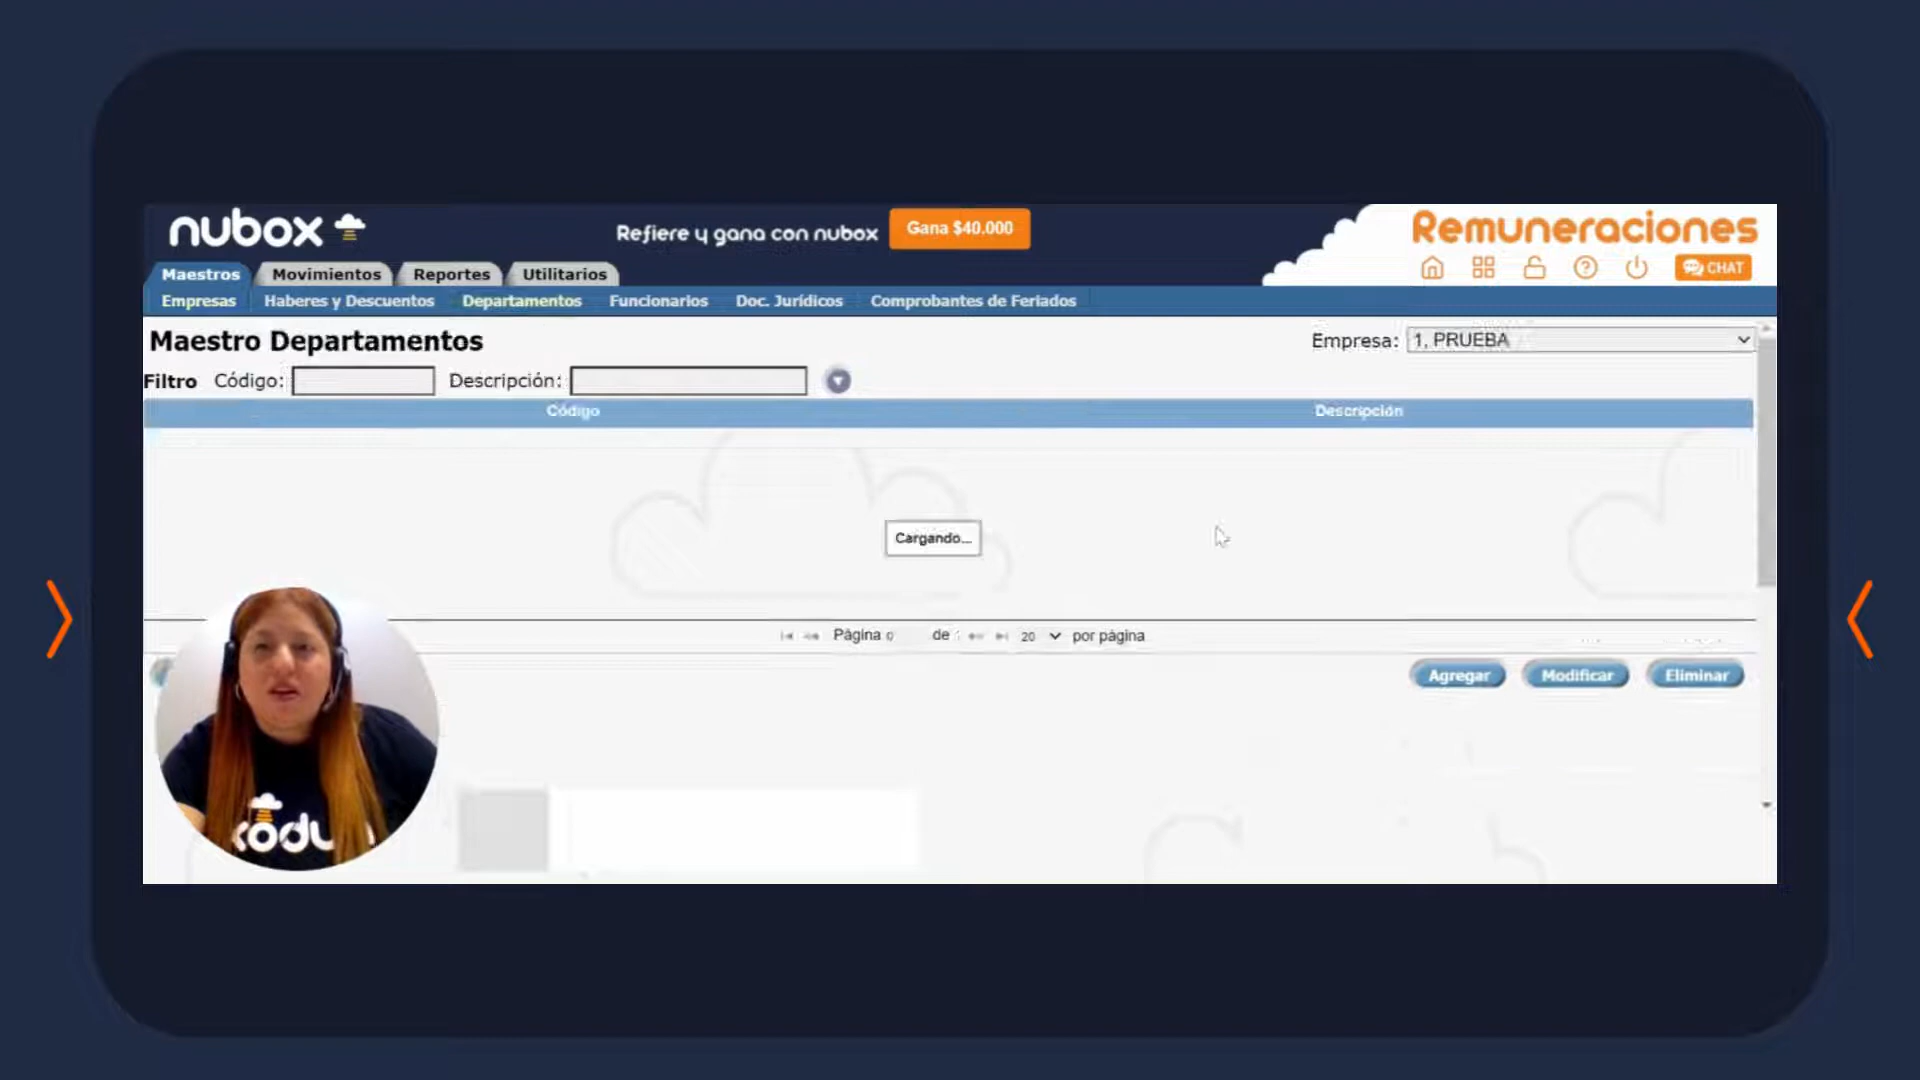 nubox
Refiere y gana con nubox
Gana $40.000
Remuneraciones
CHAT
Maestros Movimientos Reportes Utilitarios
Empresas Haberes y Descuentos Departamentos Funcionarios Doc. Jurídicos Comprobantes de Feriados
Maestro Departamentos
Empresa: 1, PRUEBA
Filtro Código: Descripción:
Código Descripción
Cargando...
Página 0 de 20 por página
Agregar Modificar Eliminar